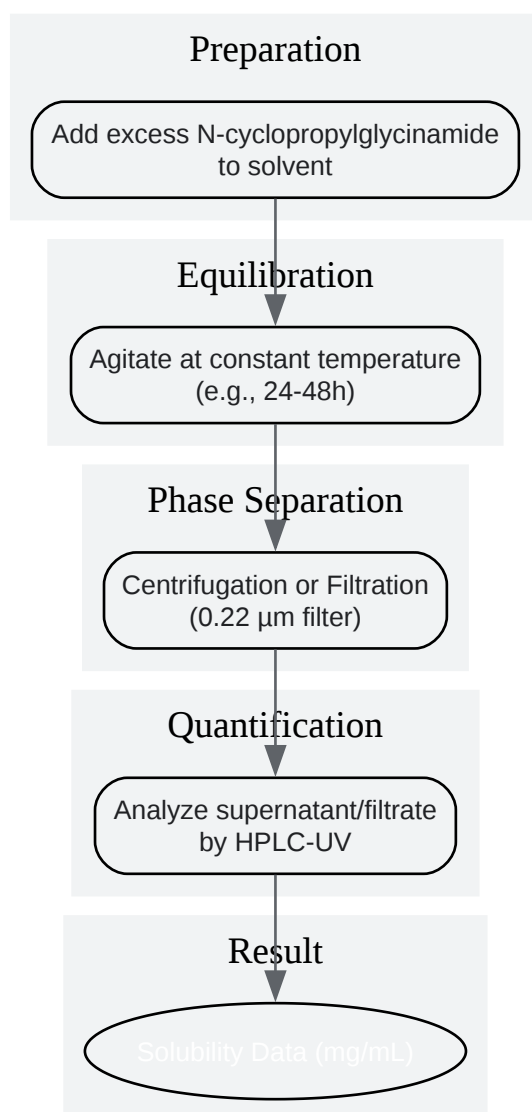 Preparation
Add excess N-cyclopropylglycinamide
to solvent
Equilibration
Agitate at constant temperature
(e.g., 24-48h)
Phase Separation
Centrifugation or Filtration
(0.22 µm filter)
Quantification
Analyze supernatant/filtrate
by HPLC-UV
Result
Solubility Data (mg/mL)